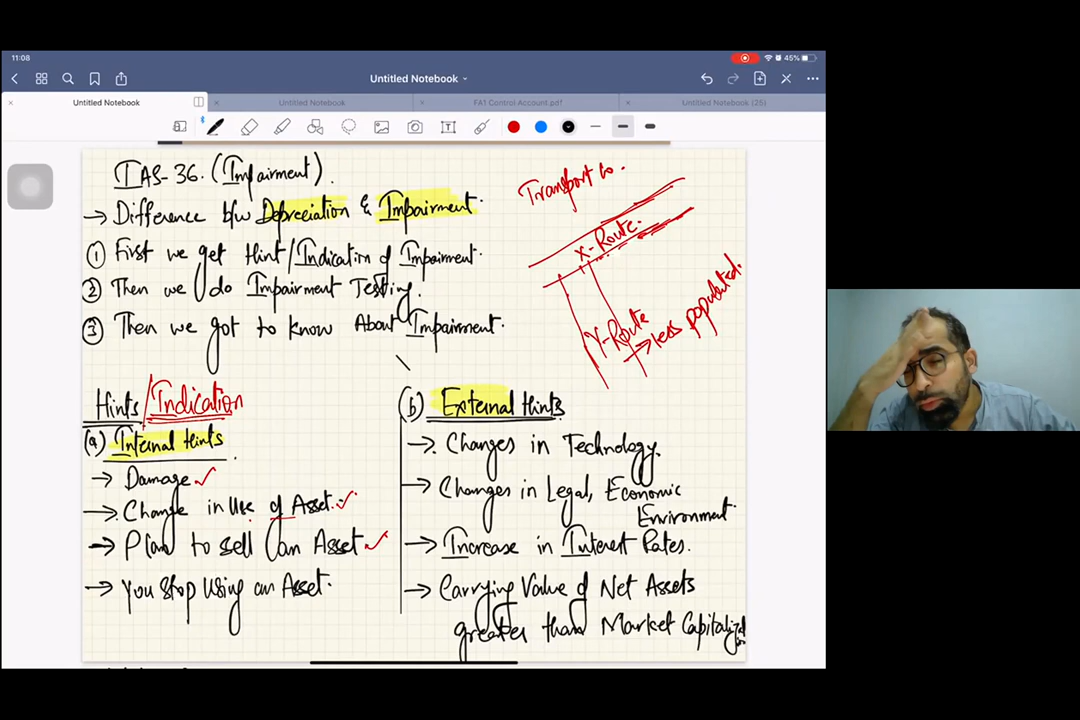 11:08
45%
Untitled Notebook
Untitled Notebook
Untitled Notebook
FA1 Control Account.pdf
Untitled Notebook (25)
IAS-36. (Impairment).
→ Difference b/w Depreciation & Impairment.
① First we get Hint/Indication of Impairment.
② Then we do Impairment Testing.
③ Then we got to know About Impairment.
Transport Co.
X-Route.
Y-Route
→ less populated.
Hints/Indication
(a) Internal Hints
→ Damage ✓
→ Change in Use of Asset. ✓
→ Plan to sell an Asset ✓
→ You Stop Using an Asset.
(b) External Hints
→ Changes in Technology.
→ Changes in Legal, Economic
Environment.
→ Increase in Interest Rates.
→ Carrying Value of Net Assets
greater than Market Capitalization